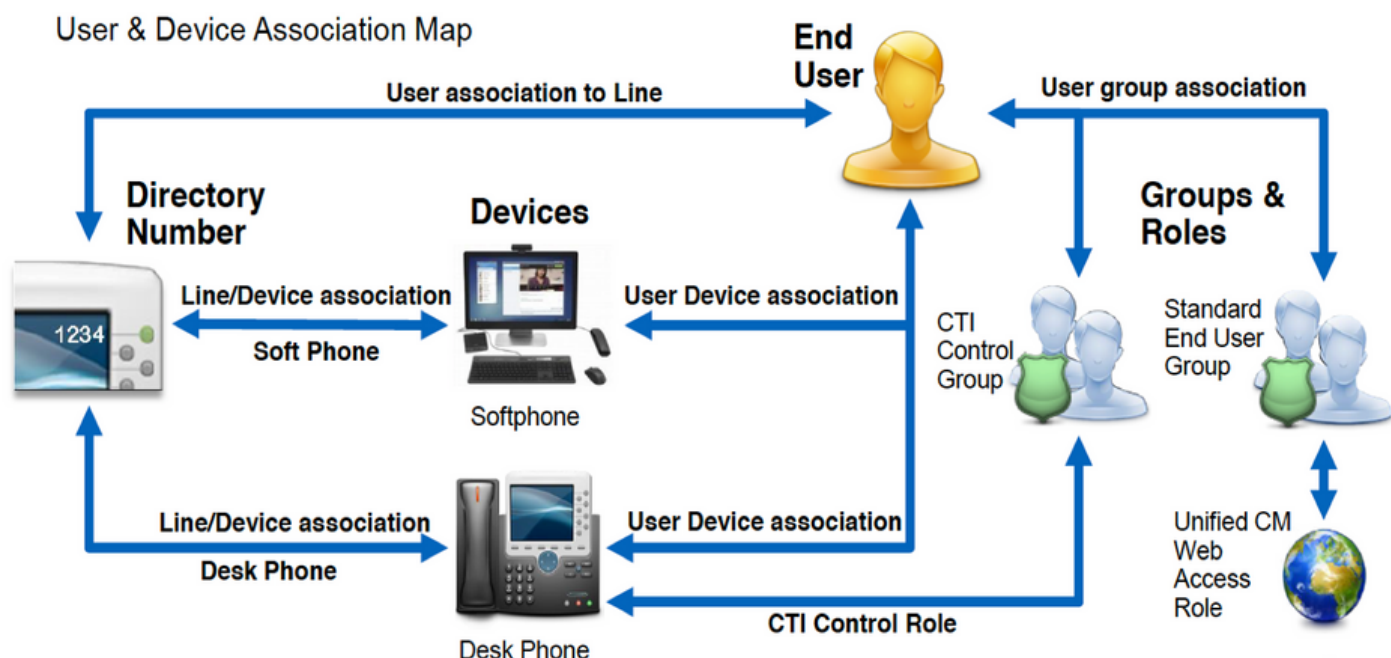 User & Device Association Map
End
User
User association to Line
User group association
Directory
Number
Devices
Groups &
Roles
1234
Line/Device association
Soft Phone
User Device association
Softphone
CTI
Control
Group
Standard
End User
Group
Line/Device association
Desk Phone
User Device association
Unified CM
Web
Access
Role
CTI Control Role
Desk Phone